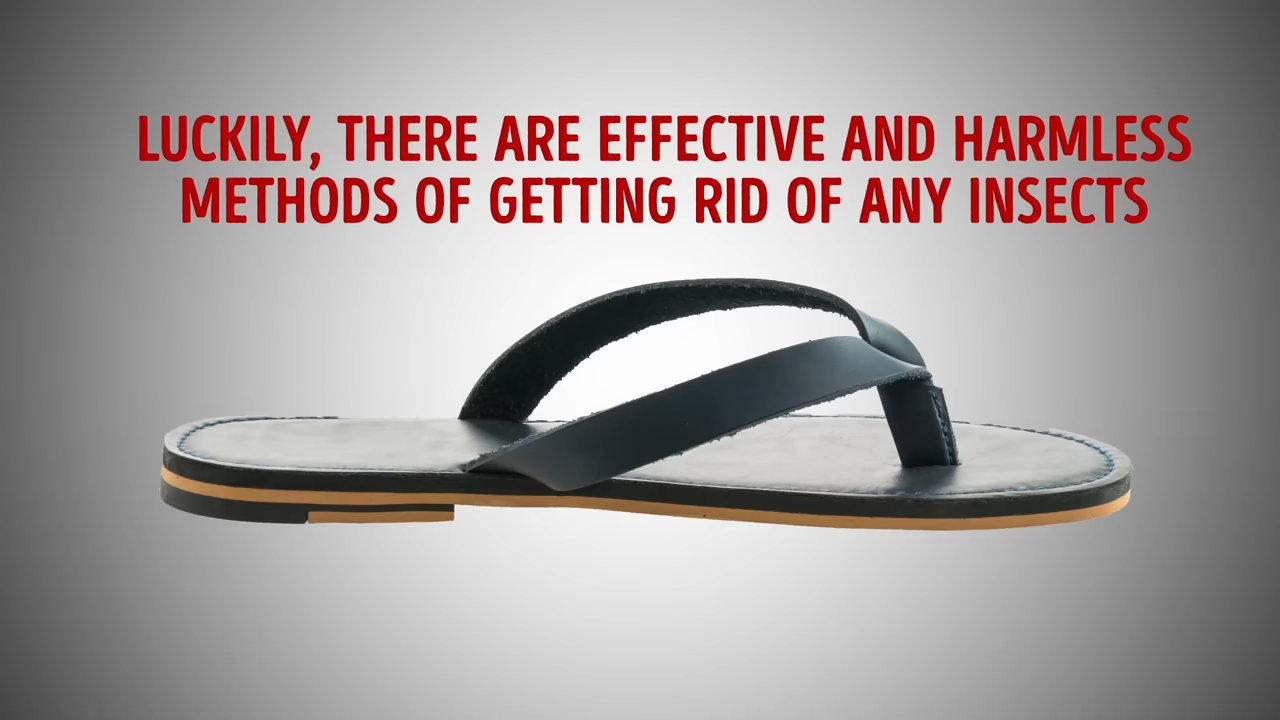 LUCKILY, THERE ARE EFFECTIVE AND HARMLESS
METHODS OF GETTING RID OF ANY INSECTS